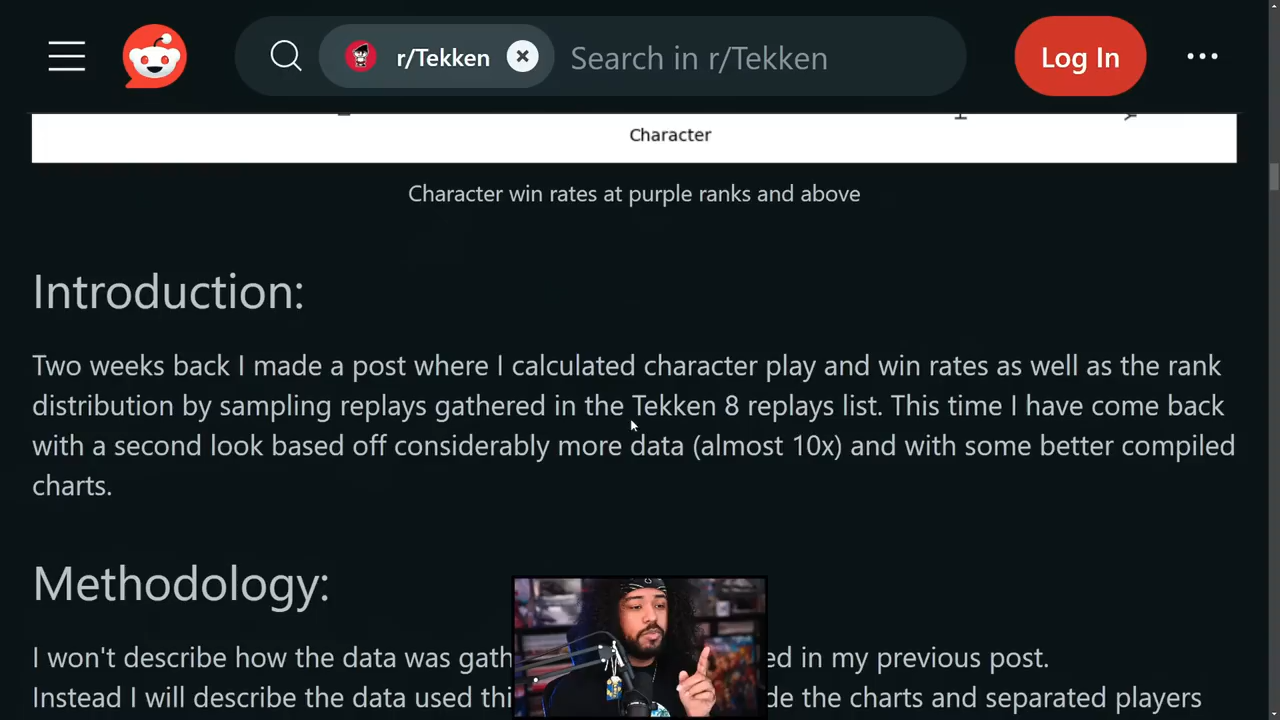 r/Tekken
Search in r/Tekken
Log In
Character
Character win rates at purple ranks and above
Introduction:
Two weeks back I made a post where I calculated character play and win rates as well as the rank
distribution by sampling replays gathered in the Tekken 8 replays list. This time I have come back
with a second look based off considerably more data (almost 10x) and with some better compiled
charts.
Methodology:
I won't describe how the data was gath ed in my previous post.
Instead I will describe the data used thi de the charts and separated players